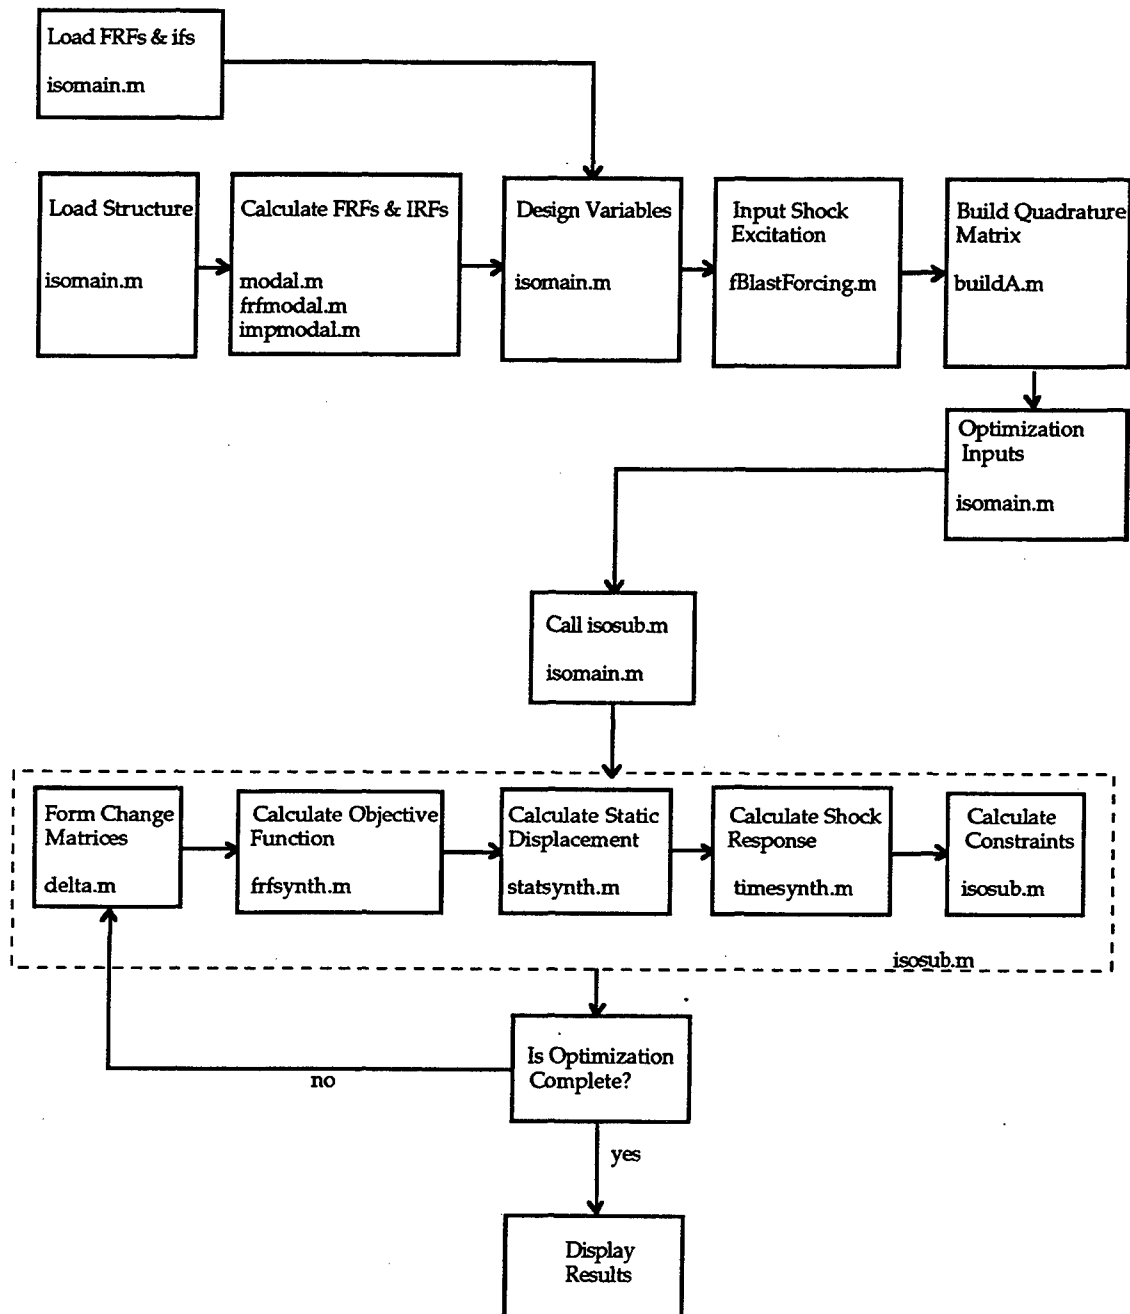 Load FRFs & ifs
isomain.m
Load Structure
isomain.m
Calculate FRFs & IRFs
modal.m
frfmodal.m
impmodal.m
Design Variables
isomain.m
Input Shock
Excitation
fBlastForcing.m
Build Quadrature
Matrix
buildA.m
Optimization
Inputs
isomain.m
Call isosub.m
isomain.m
Form Change
Matrices
delta.m
Calculate Objective
Function
frfsynth.m
Calculate Static
Displacement
statsynth.m
Calculate Shock
Response
timesynth.m
Calculate
Constraints
isosub.m
isosub.m
Is Optimization
Complete?
no
yes
Display
Results